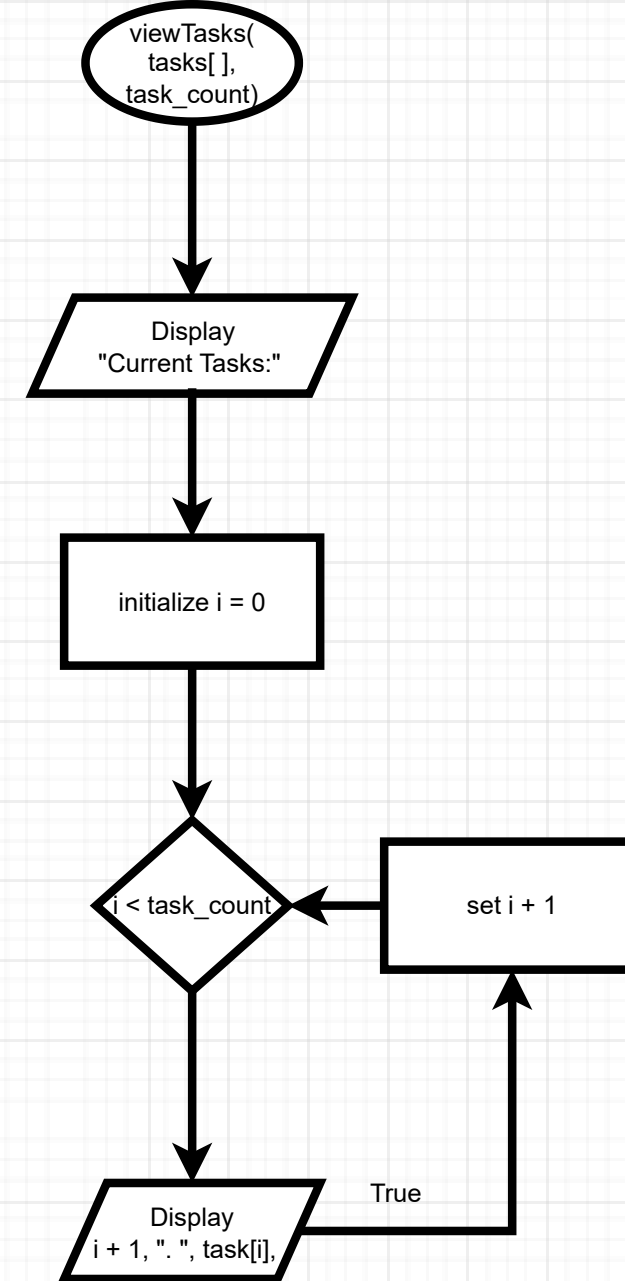 viewTasks(
tasks[ ],
task_count)
Display
"Current Tasks:"
initialize i = 0
i < task_count
set i + 1
True
Display
i + 1, ". ", task[i],